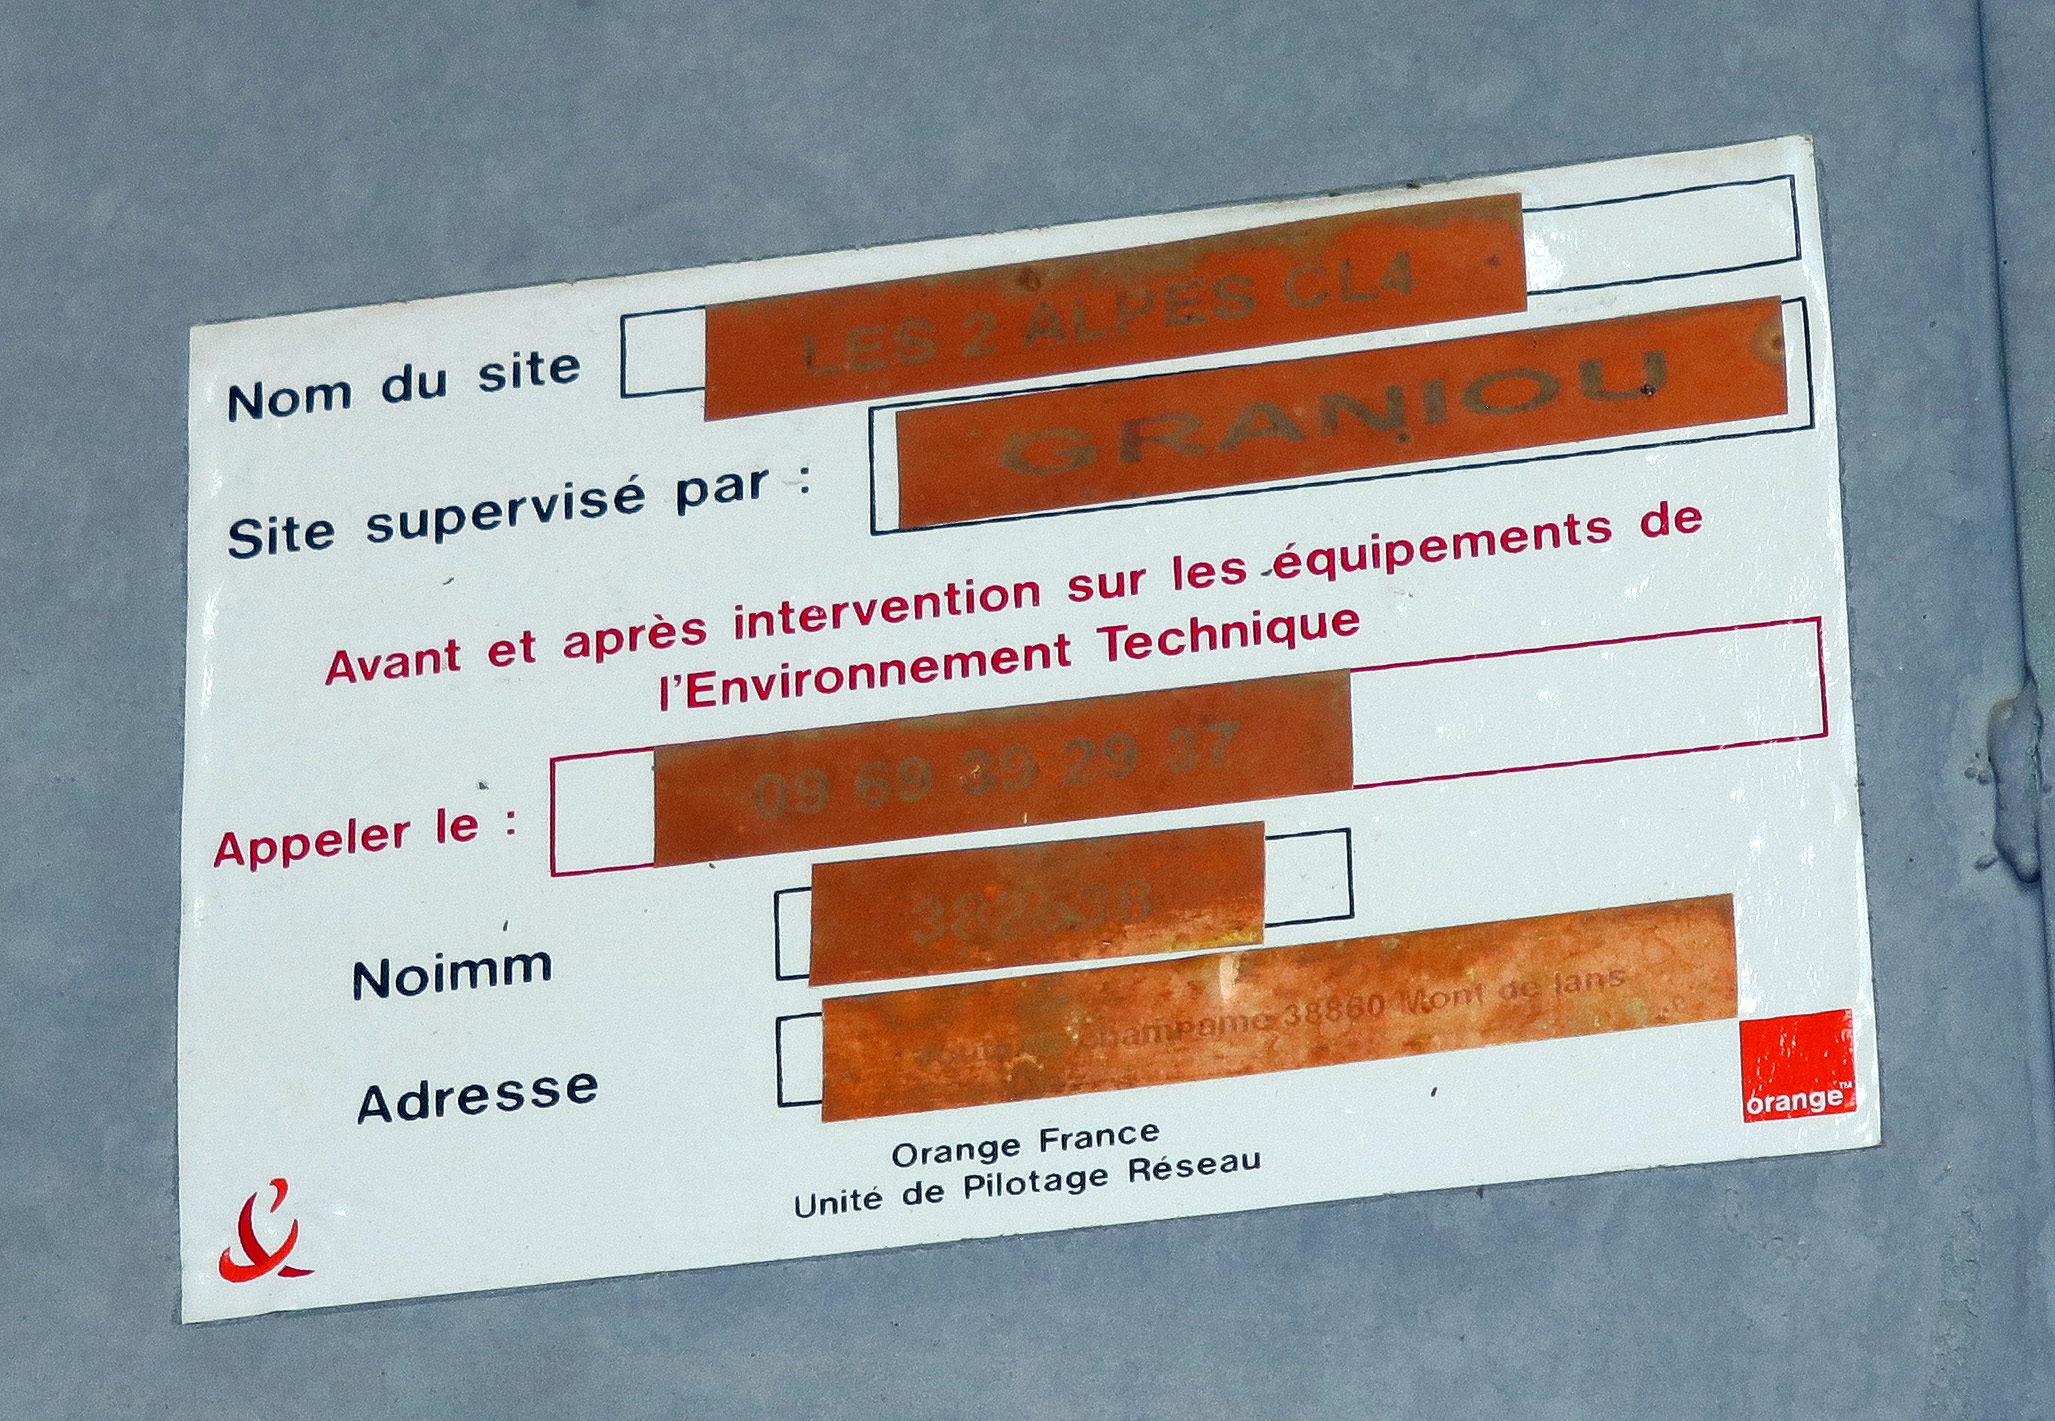 Nom du site LES 2 ALPES CL4
Site supervisé par : GRANIOU
Avant et après intervention sur les équipements de
l'Environnement Technique
Appeler le : 09 69 39 29 37
Noimm
Adresse 38860 Mont de lans
orange™
Orange France
Unité de Pilotage Réseau